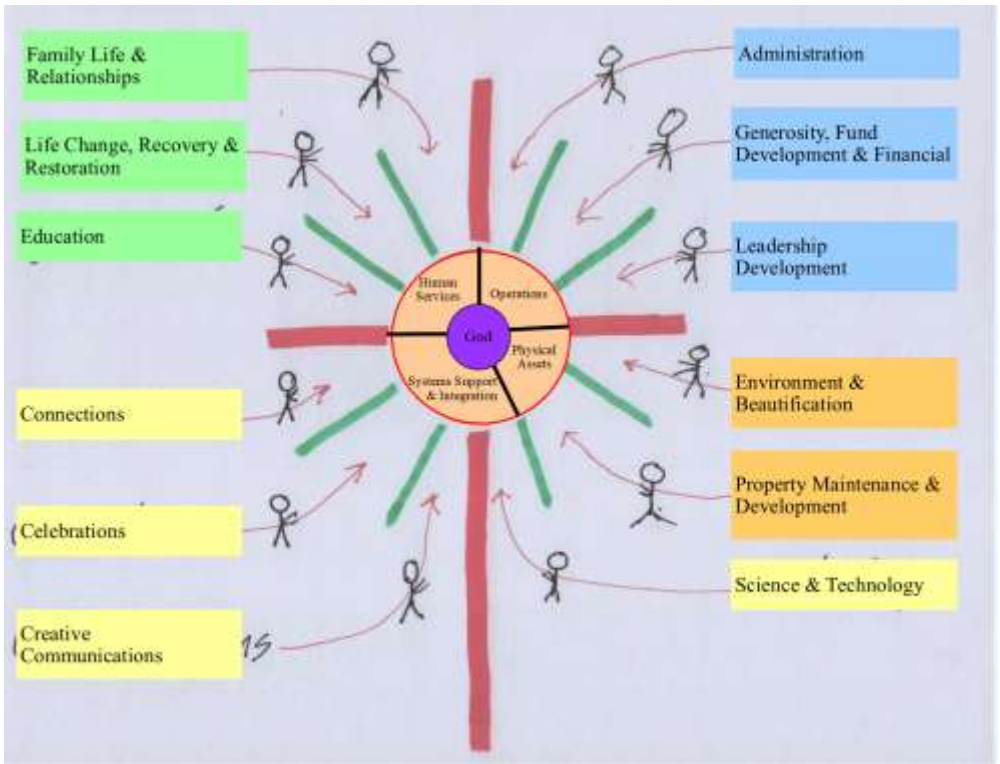 Family Life &
Relationships
Life Change, Recovery &
Restoration
Education
Connections
Celebrations
Creative
Communications
ns
Human
Services
Operations
God
Physical
Assets
Systems Support
& Integration
Administration
Generosity, Fund
Development & Financial
Leadership
Development
Environment &
Beautification
Property Maintenance &
Development
Science & Technology